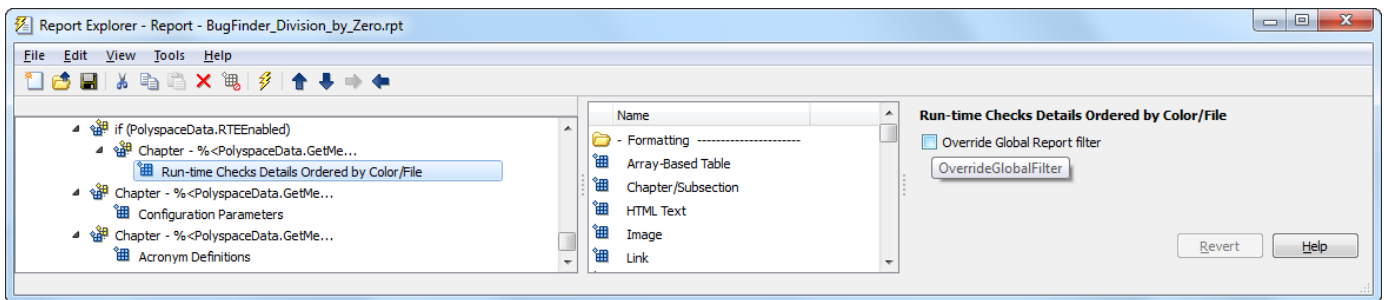 Report Explorer - Report - BugFinder_Division_by_Zero.rpt
File Edit View Tools Help
if (PolyspaceData.RTEEnabled)
Chapter - %<PolyspaceData.GetMe...
Run-time Checks Details Ordered by Color/File
Chapter - %<PolyspaceData.GetMe...
Configuration Parameters
Chapter - %<PolyspaceData.GetMe...
Acronym Definitions
Name
- Formatting ----------------------
Array-Based Table
Chapter/Subsection
HTML Text
Image
Link
Run-time Checks Details Ordered by Color/File
Override Global Report filter
OverrideGlobalFilter
Revert Help